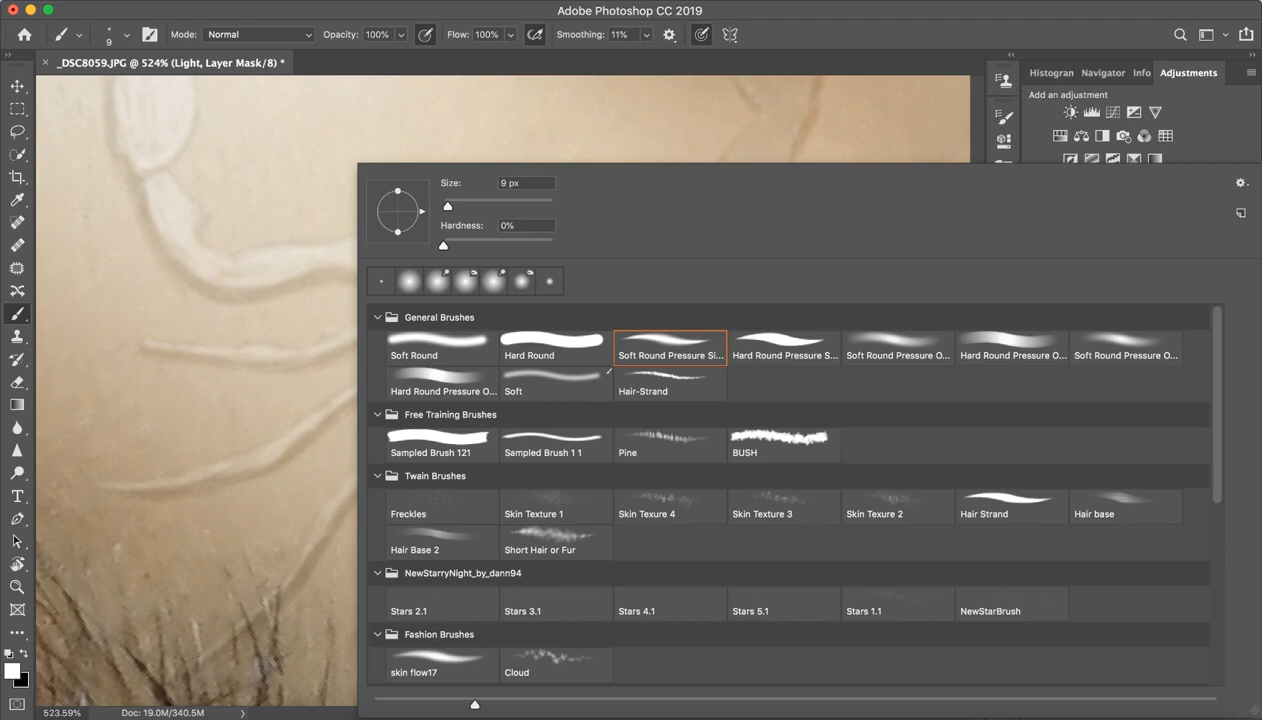 Adobe Photoshop CC 2019
9
Mode: Normal
Opacity: 100%
Flow: 100%
Smoothing: 11%
_DSC8059.JPG @ 524% (Light, Layer Mask/8) *
Histogran
Navigator
Info
Adjustments
Add an adjustment
Size: 9 px
Hardness: 0%
General Brushes
Soft Round
Hard Round
Soft Round Pressure Si...
Hard Round Pressure S...
Soft Round Pressure O...
Hard Round Pressure O...
Soft Round Pressure O...
Hard Round Pressure O...
Soft
Hair-Strand
Free Training Brushes
Sampled Brush 121
Sampled Brush 1 1
Pine
BUSH
Twain Brushes
Freckles
Skin Texture 1
Skin Texure 4
Skin Texture 3
Skin Texure 2
Hair Strand
Hair base
Hair Base 2
Short Hair or Fur
NewStarryNight_by_dann94
Stars 2.1
Stars 3.1
Stars 4.1
Stars 5.1
Stars 1.1
NewStarBrush
Fashion Brushes
skin flow17
Cloud
523.59%
Doc: 19.0M/340.5M